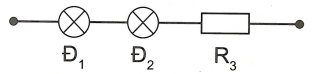 Đ₁ Đ₂ R₃